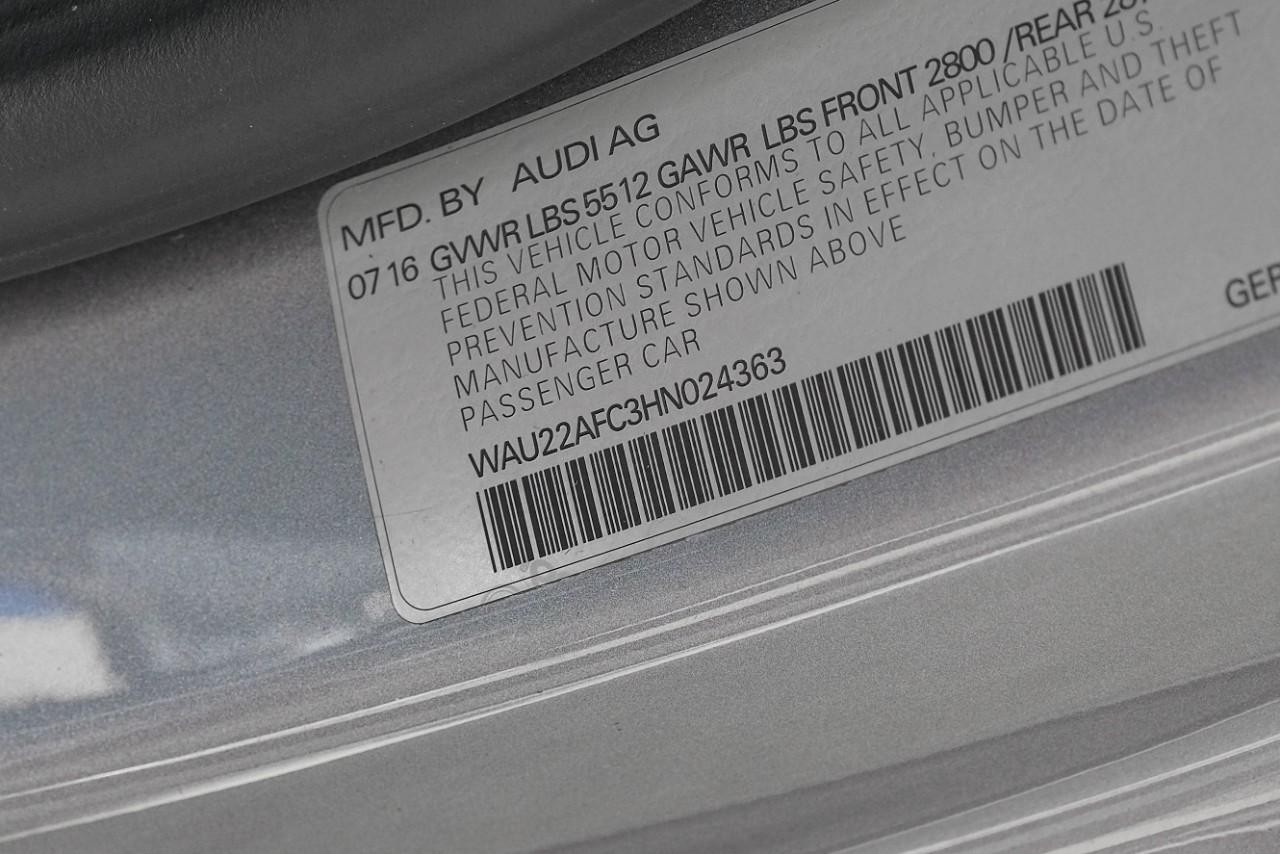 MFD. BY AUDI AG
0716 GVWR LBS 5512 GAWR LBS FRONT 2800 /REAR
THIS VEHICLE CONFORMS TO ALL APPLICABLE U.S.
FEDERAL MOTOR VEHICLE SAFETY, BUMPER AND THEFT
PREVENTION STANDARDS IN EFFECT ON THE DATE OF
MANUFACTURE SHOWN ABOVE
PASSENGER CAR
WAU22AFC3HN024363